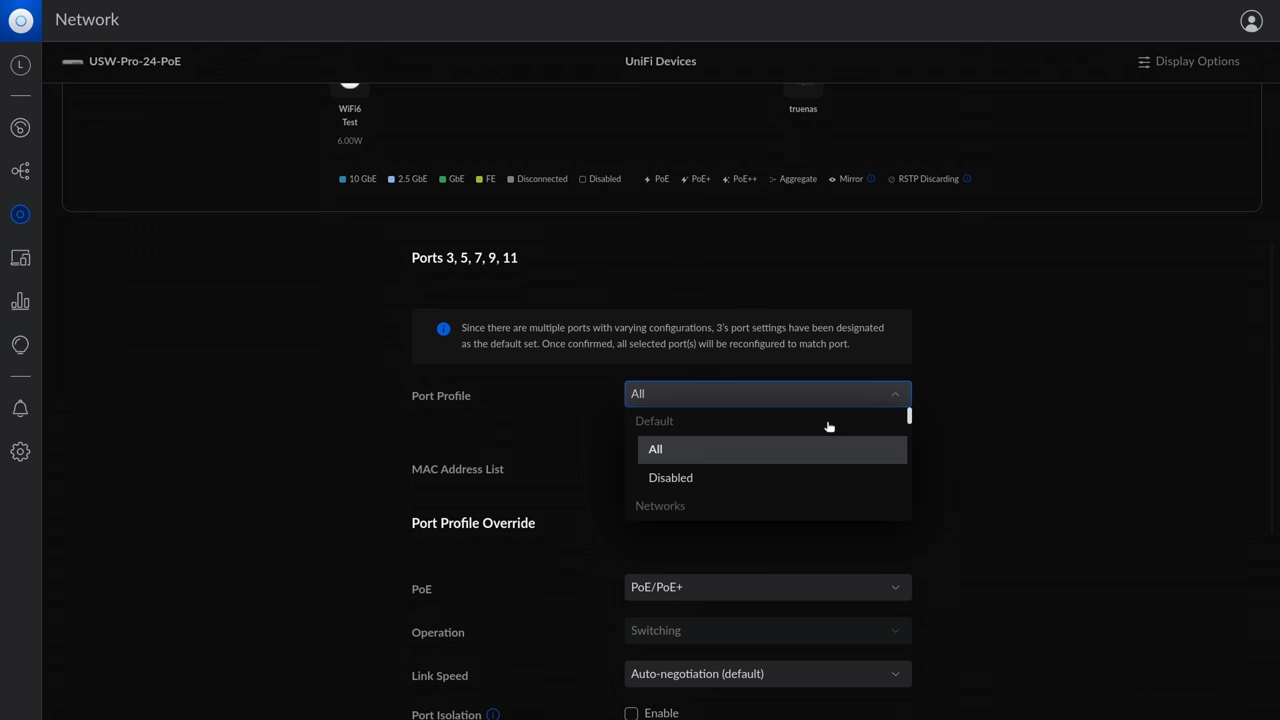 Network
USW-Pro-24-PoE
UniFi Devices
Display Options
WiFi6
Test
6.00W
truenas
10 GbE 2.5 GbE GbE FE Disconnected Disabled PoE PoE+ PoE++ Aggregate Mirror RSTP Discarding
Ports 3, 5, 7, 9, 11
Since there are multiple ports with varying configurations, 3's port settings have been designated
as the default set. Once confirmed, all selected port(s) will be reconfigured to match port.
Port Profile
All
Default
All
Disabled
Networks
MAC Address List
Port Profile Override
PoE
PoE/PoE+
Operation
Switching
Link Speed
Auto-negotiation (default)
Port Isolation
Enable